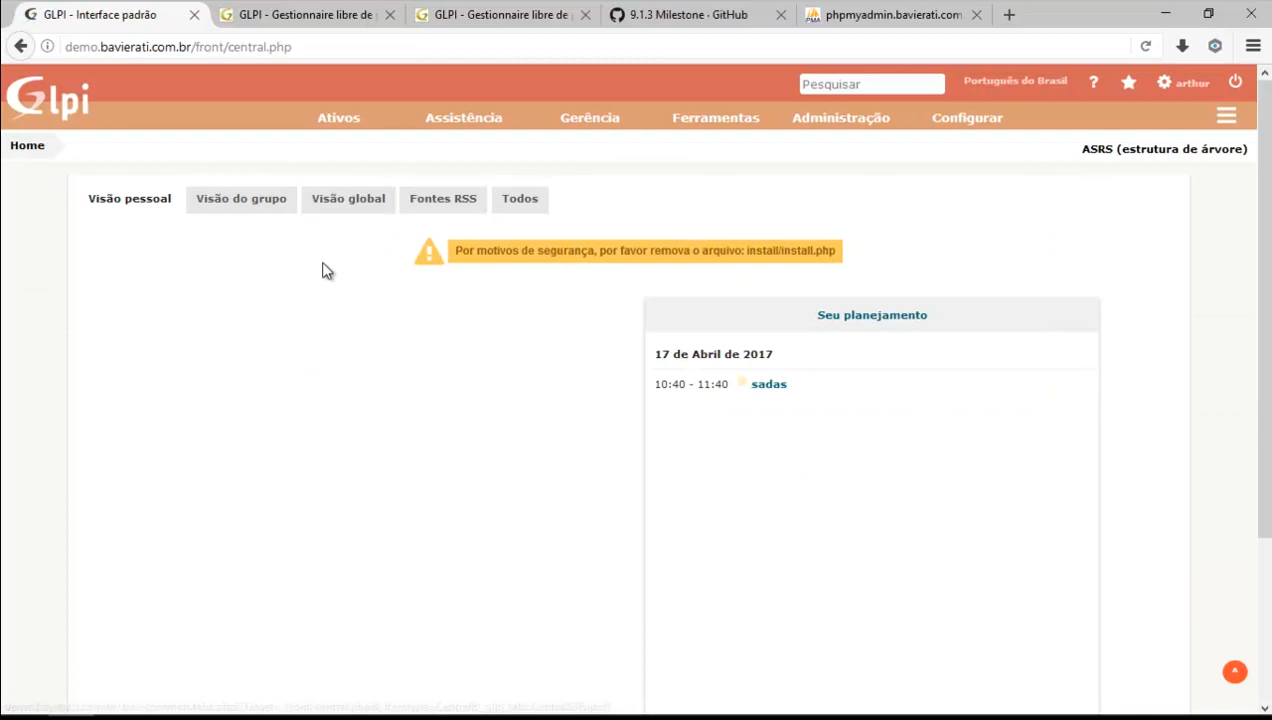 GLPI - Interface padrão
GLPI - Gestionnaire libre de
GLPI - Gestionnaire libre de
9.1.3 Milestone · GitHub
phpmyadmin.bavierati.com
demo.bavierati.com.br/front/central.php
Glpi
Pesquisar
Português do Brasil
?
arthur
Ativos
Assistência
Gerência
Ferramentas
Administração
Configurar
Home
ASRS (estrutura de árvore)
Visão pessoal
Visão do grupo
Visão global
Fontes RSS
Todos
Por motivos de segurança, por favor remova o arquivo: install/install.php
Seu planejamento
17 de Abril de 2017
10:40 - 11:40 sadas